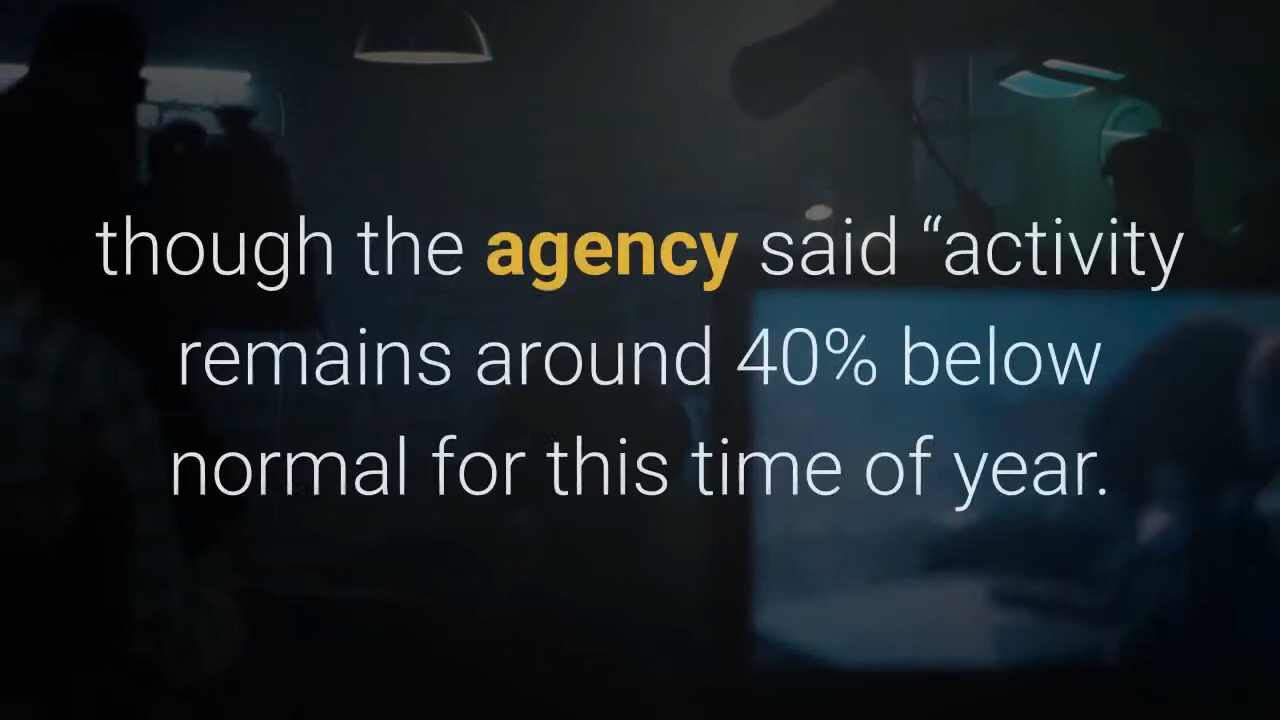 though the agency said “activity
remains around 40% below
normal for this time of year.